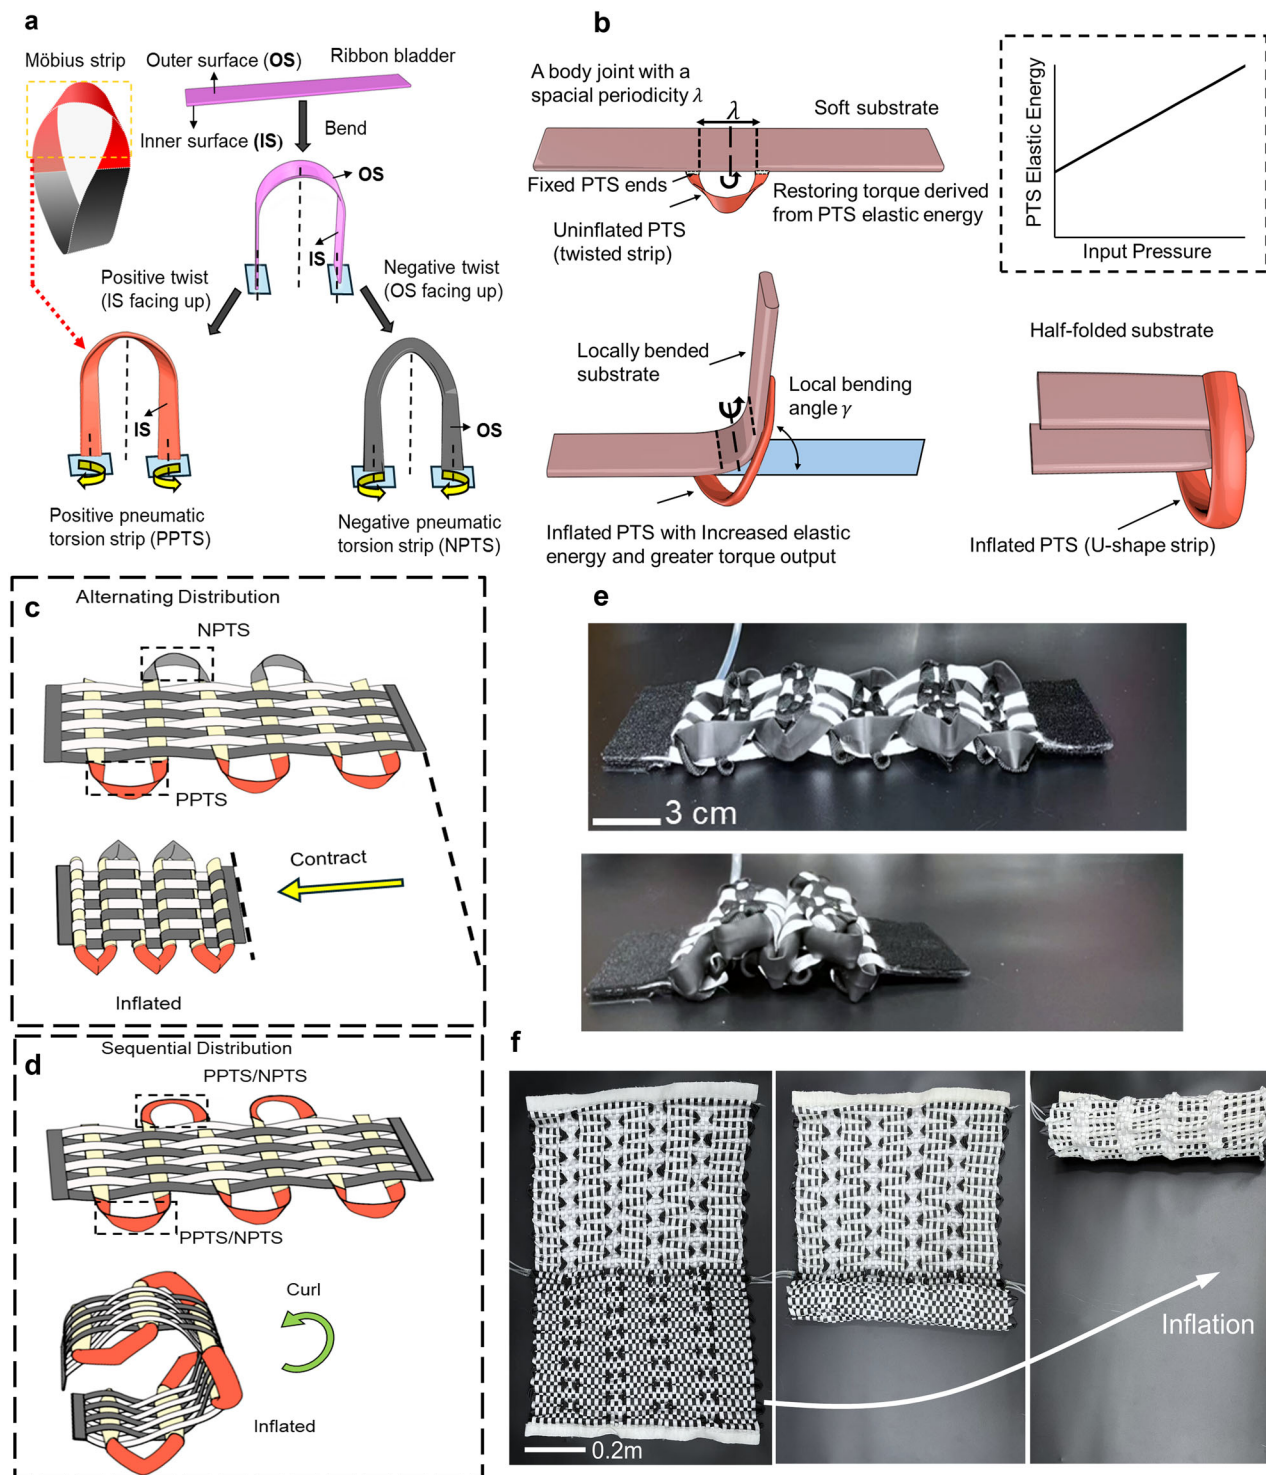 a
Möbius strip
Outer surface (OS)
Ribbon bladder
Inner surface (IS)
Bend
OS
IS
Positive twist
(IS facing up)
Negative twist
(OS facing up)
IS
OS
Positive pneumatic
torsion strip (PPTS)
Negative pneumatic
torsion strip (NPTS)
b
A body joint with a
spacial periodicity λ
λ
Soft substrate
Fixed PTS ends
Restoring torque derived
from PTS elastic energy
Uninflated PTS
(twisted strip)
PTS Elastic Energy
Input Pressure
Locally bended
substrate
Local bending
angle γ
Inflated PTS with Increased elastic
energy and greater torque output
Half-folded substrate
Inflated PTS (U-shape strip)
c
Alternating Distribution
NPTS
PPTS
Contract
Inflated
d
Sequential Distribution
PPTS/NPTS
PPTS/NPTS
Curl
Inflated
e
3 cm
f
Inflation
0.2m